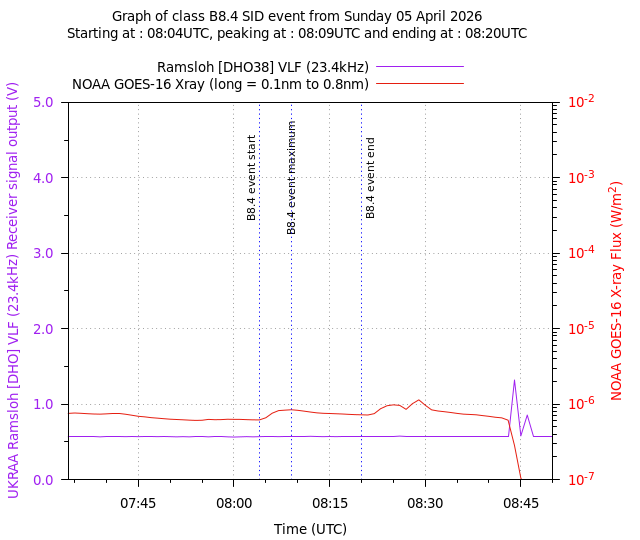 Graph of class B8.4 SID event from Sunday 05 April 2026
Starting at : 08:04UTC, peaking at : 08:09UTC and ending at : 08:20UTC
Ramsloh [DHO38] VLF (23.4kHz)
NOAA GOES-16 Xray (long = 0.1nm to 0.8nm)
UKRAA Ramsloh [DHO] VLF (23.4kHz) Receiver signal output (V)
5.0
4.0
3.0
2.0
1.0
0.0
B8.4 event start
B8.4 event maximum
B8.4 event end
10^-2
10^-3
10^-4
10^-5
10^-6
10^-7
NOAA GOES-16 X-ray Flux (W/m²)
07:45 08:00 08:15 08:30 08:45
Time (UTC)